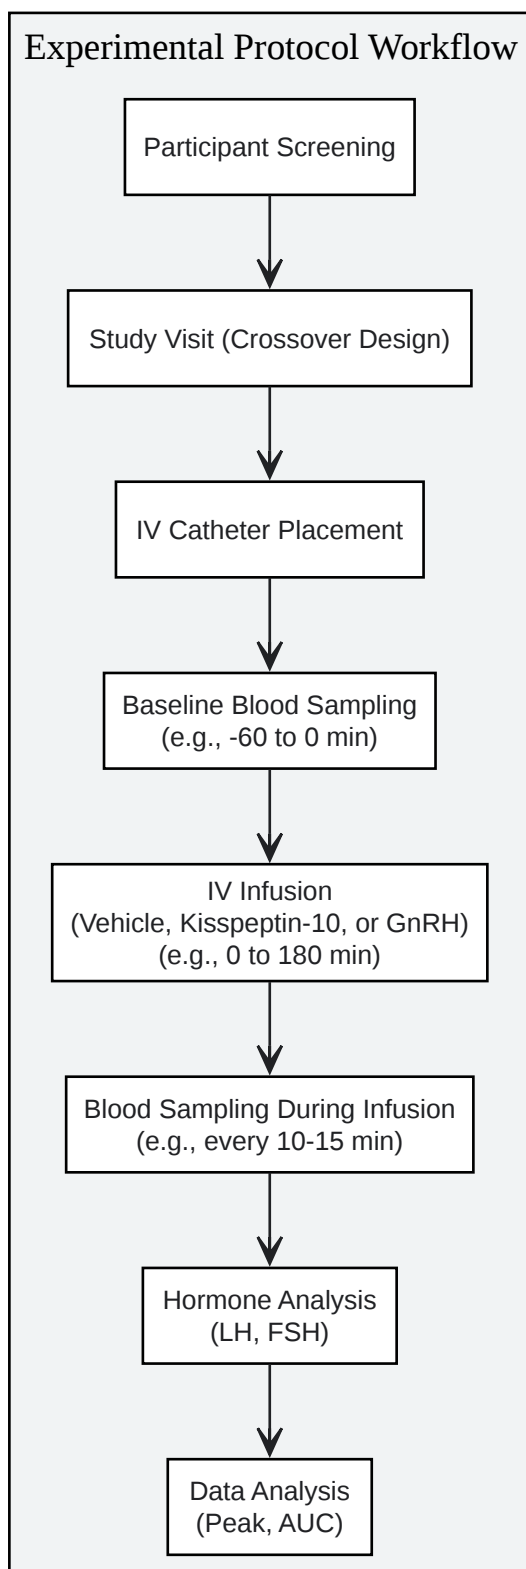 Experimental Protocol Workflow
Participant Screening
Study Visit (Crossover Design)
IV Catheter Placement
Baseline Blood Sampling
(e.g., -60 to 0 min)
IV Infusion
(Vehicle, Kisspeptin-10, or GnRH)
(e.g., 0 to 180 min)
Blood Sampling During Infusion
(e.g., every 10-15 min)
Hormone Analysis
(LH, FSH)
Data Analysis
(Peak, AUC)